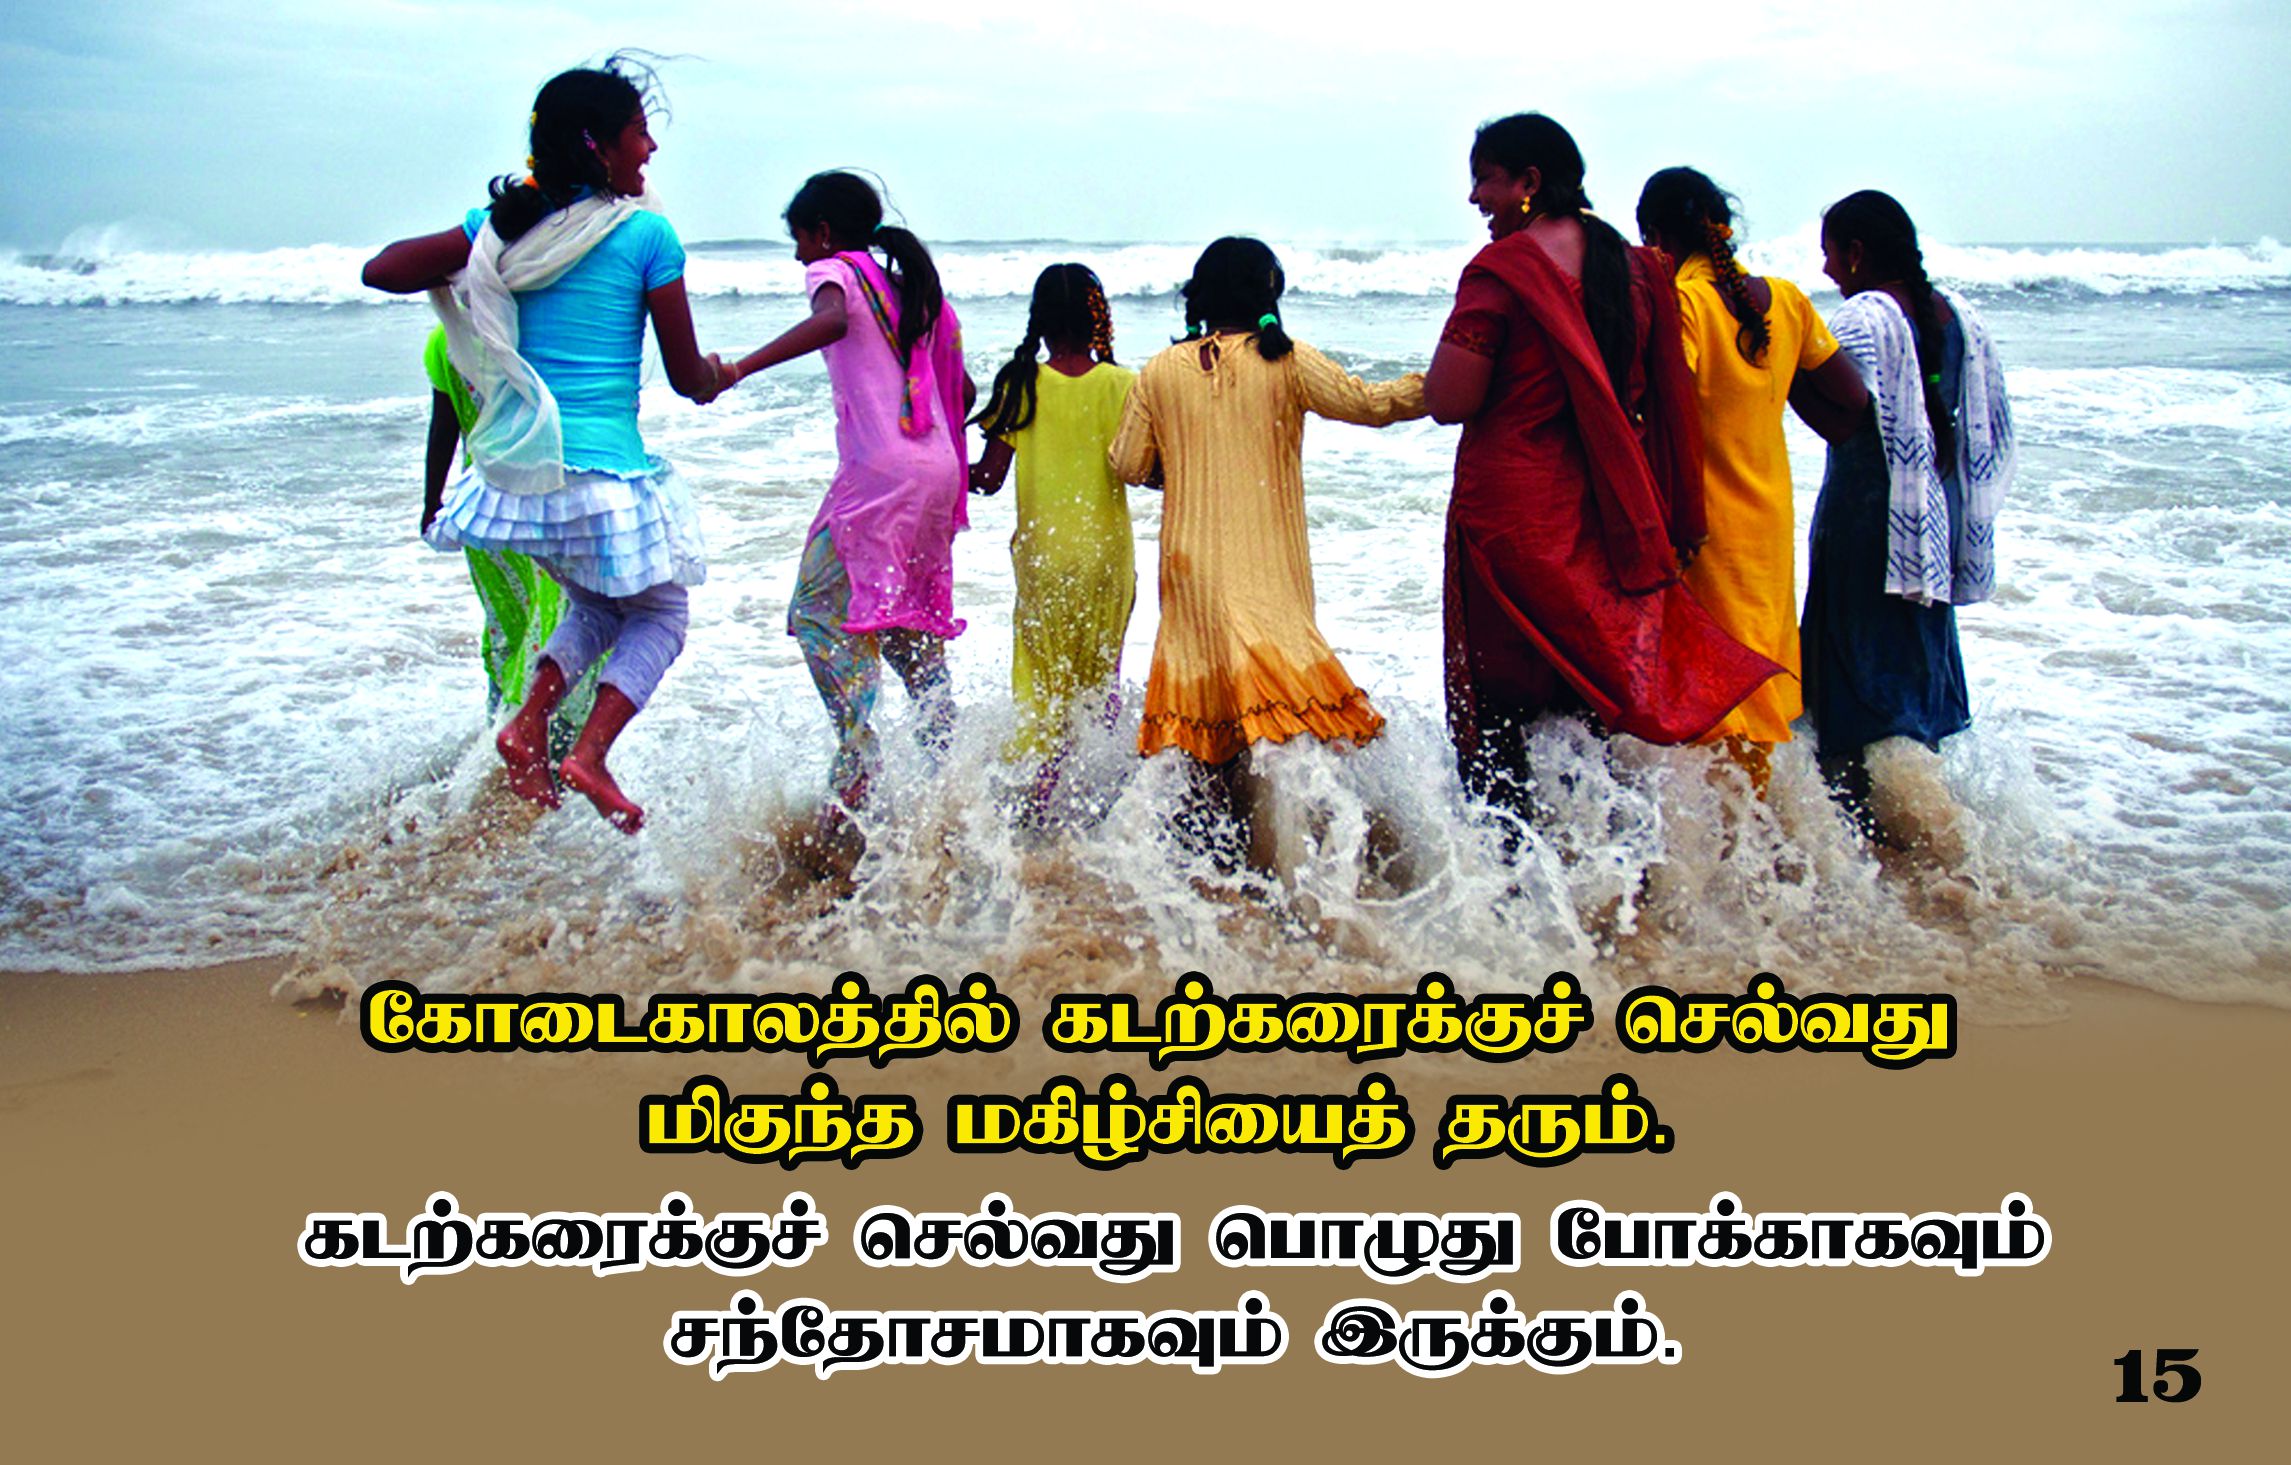 கோடைகாலத்தில் கடற்கரைக்குச் செல்வது
மிகுந்த மகிழ்சியைத் தரும்.
கடற்கரைக்குச் செல்வது பொழுது போக்காகவும்
சந்தோசமாகவும் இருக்கும்.
15